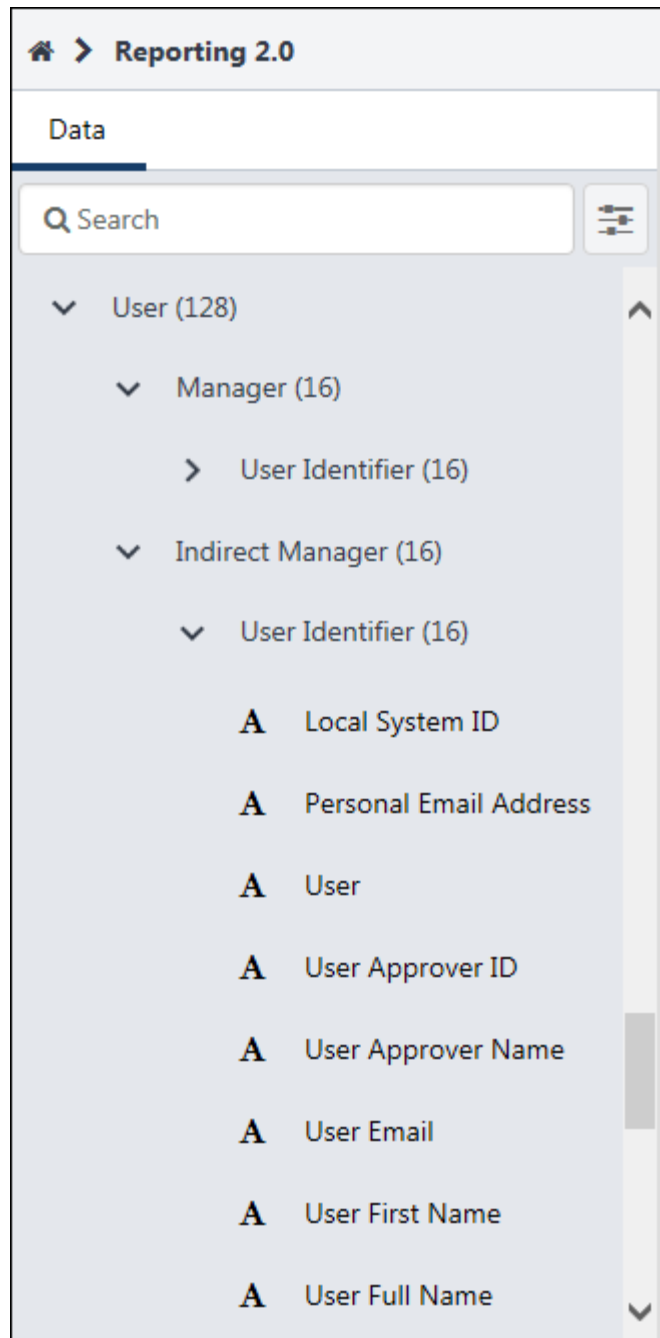 Reporting 2.0
Data
Search
User (128)
Manager (16)
User Identifier (16)
Indirect Manager (16)
User Identifier (16)
A Local System ID
A Personal Email Address
A User
A User Approver ID
A User Approver Name
A User Email
A User First Name
A User Full Name